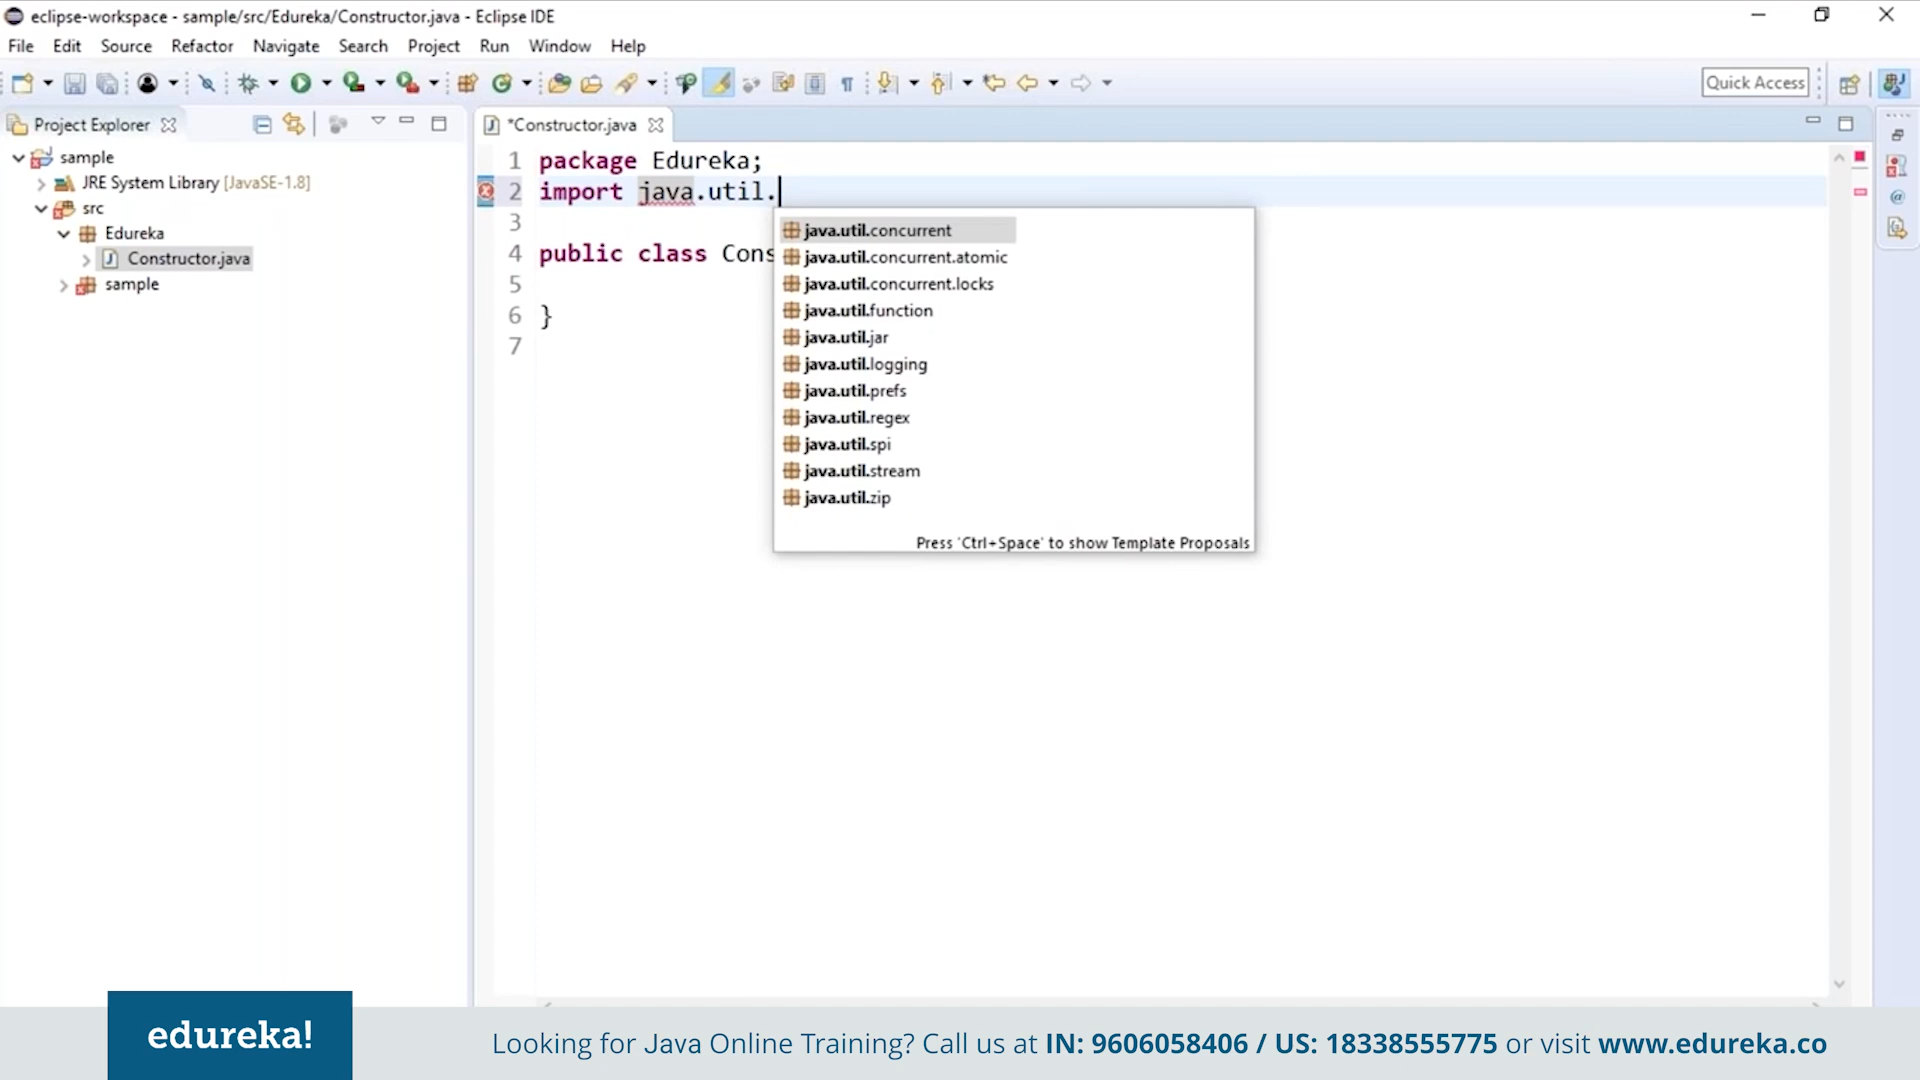 eclipse-workspace - sample/src/Edureka/Constructor.java - Eclipse IDE
File Edit Source Refactor Navigate Search Project Run Window Help
Quick Access
Project Explorer
*Constructor.java
sample
JRE System Library [JavaSE-1.8]
src
Edureka
Constructor.java
sample
1 package Edureka;
2 import java.util.
3
4 public class Cons
5
6 }
7
java.util.concurrent
java.util.concurrent.atomic
java.util.concurrent.locks
java.util.function
java.util.jar
java.util.logging
java.util.prefs
java.util.regex
java.util.spi
java.util.stream
java.util.zip
Press 'Ctrl+Space' to show Template Proposals
edureka!
Looking for Java Online Training? Call us at IN: 9606058406 / US: 18338555775 or visit www.edureka.co